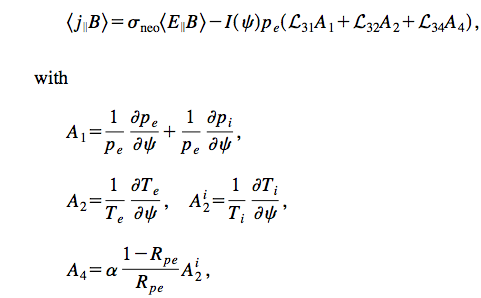 ⟨j∥B⟩=σneo⟨E∥B⟩−I(ψ)pe(ℒ31A1+ℒ32A2+ℒ34A4),
with
A1=1/pe ∂pe/∂ψ+1/pe ∂pi/∂ψ,
A2=1/Te ∂Te/∂ψ, A2^i=1/Ti ∂Ti/∂ψ,
A4=α (1−Rpe)/Rpe A2^i,